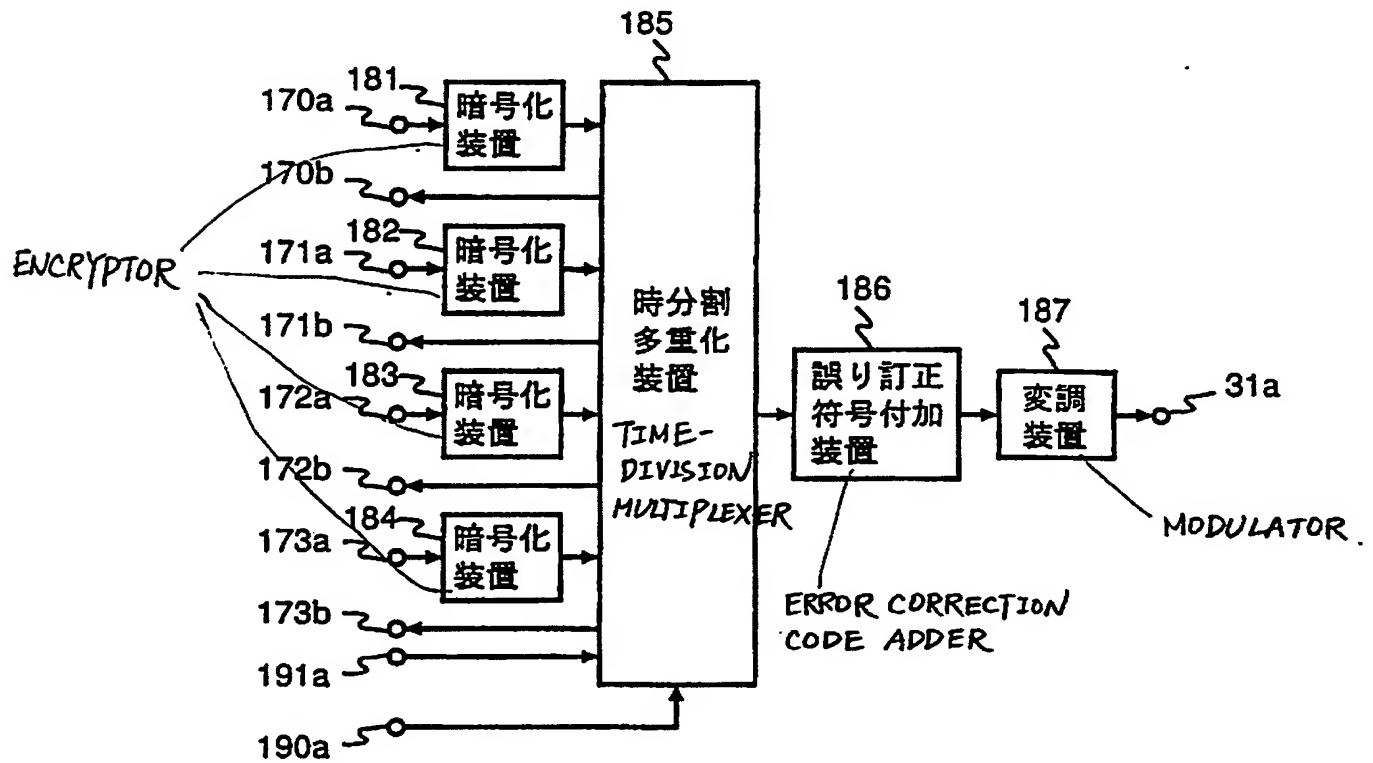 185
181
170a
暗号化
装置
170b
182
171a
暗号化
装置
ENCRYPTOR
171b
183
172a
暗号化
装置
172b
184
173a
暗号化
装置
173b
191a
190a
時分割
多重化
装置
TIME-
DIVISION
MULTIPLEXER
186
誤り訂正
符号付加
装置
ERROR CORRECTION
CODE ADDER
187
変調
装置
MODULATOR.
31a